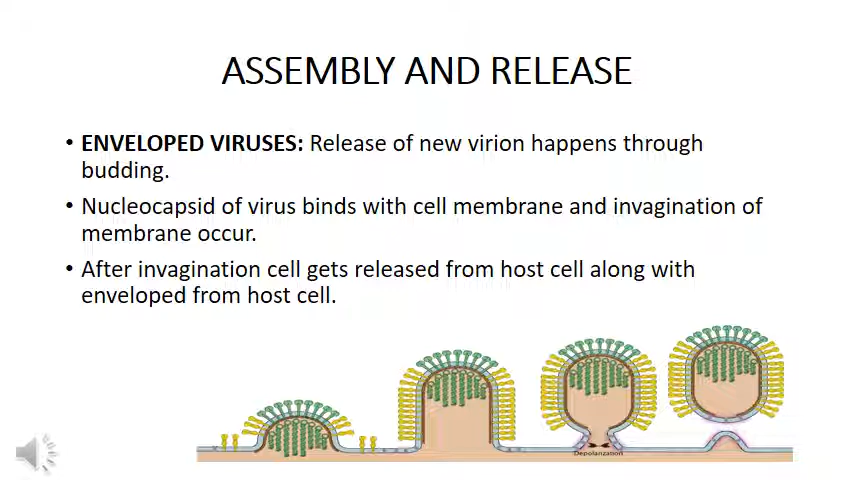 ASSEMBLY AND RELEASE
• ENVELOPED VIRUSES: Release of new virion happens through
budding.
• Nucleocapsid of virus binds with cell membrane and invagination of
membrane occur.
• After invagination cell gets released from host cell along with
enveloped from host cell.
Depolarization